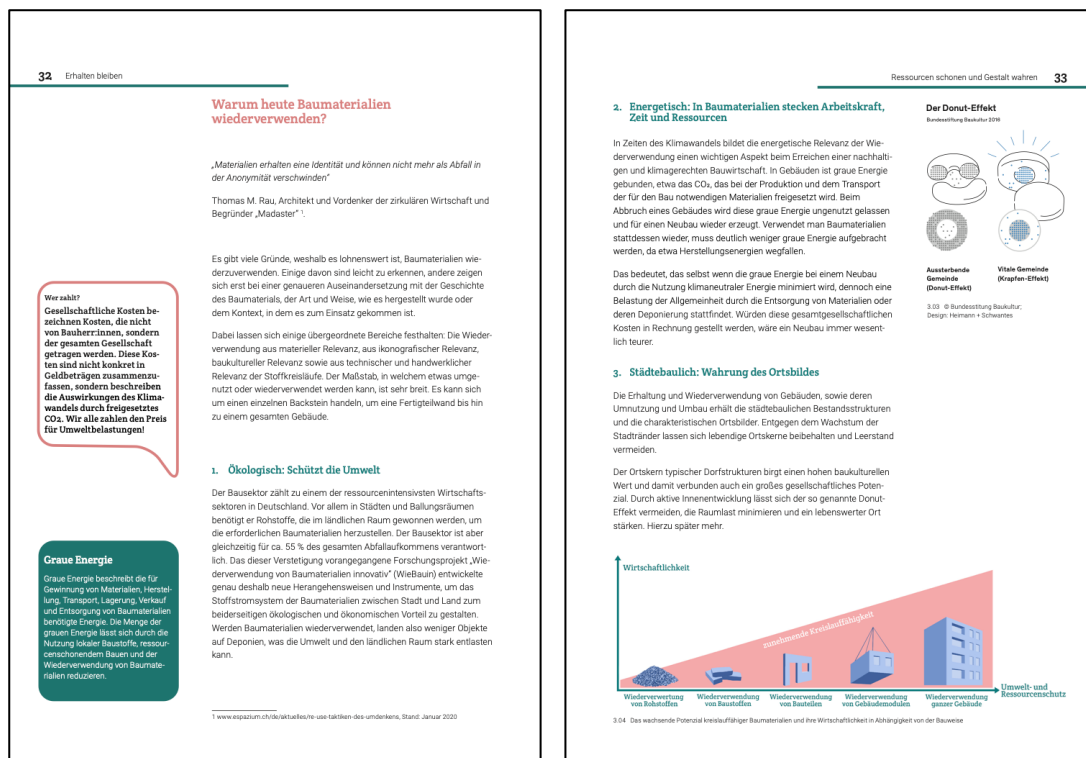 32 Erhalten bleiben
Warum heute Baumaterialien
wiederverwenden?
„Materialien erhalten eine Identität und können nicht mehr als Abfall in
der Anonymität verschwinden“
Thomas M. Rau, Architekt und Vordenker der zirkulären Wirtschaft und
Begründer „Madaster“ ¹.
Es gibt viele Gründe, weshalb es lohnenswert ist, Baumaterialien wie-
derzuverwenden. Einige davon sind leicht zu erkennen, andere zeigen
sich erst bei einer genaueren Auseinandersetzung mit der Geschichte
des Baumaterials, der Art und Weise, wie es hergestellt wurde oder
dem Kontext, in dem es zum Einsatz gekommen ist.
Dabei lassen sich einige übergeordnete Bereiche festhalten: Die Wieder-
verwendung aus materieller Relevanz, aus ikonografischer Relevanz,
baukultureller Relevanz sowie aus technischer und handwerklicher
Relevanz der Stoffkreisläufe. Der Maßstab, in welchem etwas umge-
nutzt oder wiederverwendet werden kann, ist sehr breit. Es kann sich
um einen einzelnen Backstein handeln, um eine Fertigteilwand bis hin
zu einem gesamten Gebäude.
Wer zahlt?
Gesellschaftliche Kosten be-
zeichnen Kosten, die nicht
von Bauherr:innen, sondern
der gesamten Gesellschaft
getragen werden. Diese Kos-
ten sind nicht konkret in
Geldbeträgen zusammenzu-
fassen, sondern beschreiben
die Auswirkungen des Klima-
wandels durch freigesetztes
CO2. Wir alle zahlen den Preis
für Umweltbelastungen!
1. Ökologisch: Schützt die Umwelt
Der Bausektor zählt zu einem der ressourcenintensivsten Wirtschafts-
sektoren in Deutschland. Vor allem in Städten und Ballungsräumen
benötigt er Rohstoffe, die im ländlichen Raum gewonnen werden, um
die erforderlichen Baumaterialien herzustellen. Der Bausektor ist aber
gleichzeitig für ca. 55 % des gesamten Abfallaufkommens verantwort-
lich. Das dieser Verstetigung vorangegangene Forschungsprojekt „Wie-
derverwendung von Baumaterialien innovativ“ (WieBauin) entwickelte
genau deshalb neue Herangehensweisen und Instrumente, um das
Stoffstromsystem der Baumaterialien zwischen Stadt und Land zum
beiderseitigen ökologischen und ökonomischen Vorteil zu gestalten.
Werden Baumaterialien wiederverwendet, landen also weniger Objekte
auf Deponien, was die Umwelt und den ländlichen Raum stark entlasten
kann.
Graue Energie
Graue Energie beschreibt die für
Gewinnung von Materialien, Herstel-
lung, Transport, Lagerung, Verkauf
und Entsorgung von Baumaterialien
benötigte Energie. Die Menge der
grauen Energie lässt sich durch die
Nutzung lokaler Baustoffe, ressour-
censchonendem Bauen und der
Wiederverwendung von Baumate-
rialien reduzieren.
1 www.espazium.ch/de/aktuelles/re-use-taktiken-des-umdenkens, Stand: Januar 2020
Ressourcen schonen und Gestalt wahren 33
2. Energetisch: In Baumaterialien stecken Arbeitskraft,
Zeit und Ressourcen
In Zeiten des Klimawandels bildet die energetische Relevanz der Wie-
derverwendung einen wichtigen Aspekt beim Erreichen einer nachhalti-
gen und klimagerechten Bauwirtschaft. In Gebäuden ist graue Energie
gebunden, etwa das CO₂, das bei der Produktion und dem Transport
der für den Bau notwendigen Materialien freigesetzt wird. Beim
Abbruch eines Gebäudes wird diese graue Energie ungenutzt gelassen
und für einen Neubau wieder erzeugt. Verwendet man Baumaterialien
stattdessen wieder, muss deutlich weniger graue Energie aufgebracht
werden, da etwa Herstellungsenergien wegfallen.
Das bedeutet, das selbst wenn die graue Energie bei einem Neubau
durch die Nutzung klimaneutraler Energie minimiert wird, dennoch eine
Belastung der Allgemeinheit durch die Entsorgung von Materialien oder
deren Deponierung stattfindet. Würden diese gesamtgesellschaftlichen
Kosten in Rechnung gestellt werden, wäre ein Neubau immer wesent-
lich teurer.
3. Städtebaulich: Wahrung des Ortsbildes
Die Erhaltung und Wiederverwendung von Gebäuden, sowie deren
Umnutzung und Umbau erhält die städtebaulichen Bestandsstrukturen
und die charakteristischen Ortsbilder. Entgegen dem Wachstum der
Stadtränder lassen sich lebendige Ortskerne beibehalten und Leerstand
vermeiden.
Der Ortskern typischer Dorfstrukturen birgt einen hohen baukulturellen
Wert und damit verbunden auch ein großes gesellschaftliches Poten-
zial. Durch aktive Innenentwicklung lässt sich der so genannte Donut-
Effekt vermeiden, die Raumlast minimieren und ein lebenswerter Ort
stärken. Hierzu später mehr.
Der Donut-Effekt
Bundesstiftung Baukultur 2016
Aussterbende
Gemeinde
(Donut-Effekt)
Vitale Gemeinde
(Krapfen-Effekt)
3.03 © Bundesstiftung Baukultur;
Design: Heimann + Schwantes
Wirtschaftlichkeit
zunehmende Kreislauffähigkeit
Umwelt- und
Ressourcenschutz
Wiederverwertung
von Rohstoffen
Wiederverwendung
von Baustoffen
Wiederverwendung
von Bauteilen
Wiederverwendung
von Gebäudemodulen
Wiederverwendung
ganzer Gebäude
3.04 Das wachsende Potenzial kreislauffähiger Baumaterialien und ihre Wirtschaftlichkeit in Abhängigkeit von der Bauweise